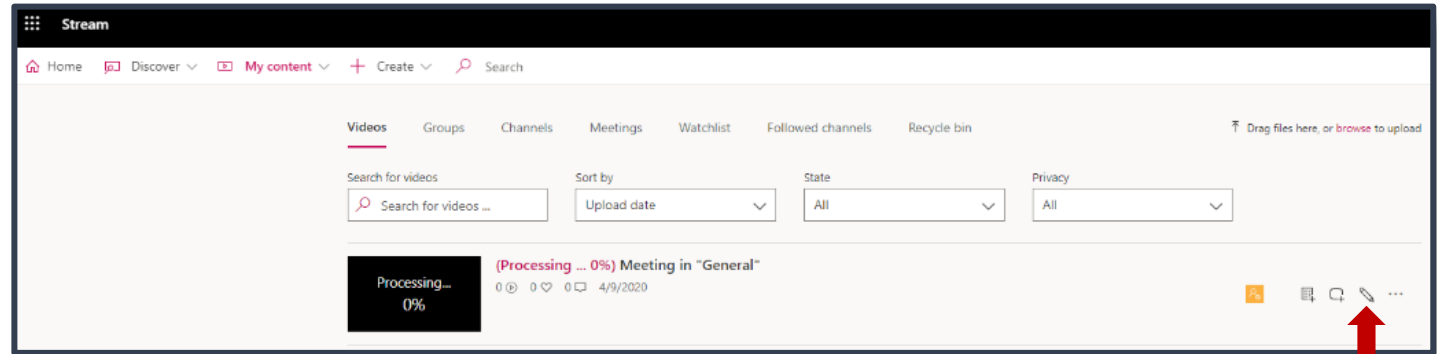 Stream
Home Discover My content Create Search
Videos Groups Channels Meetings Watchlist Followed channels Recycle bin Drag files here, or browse to upload
Search for videos Sort by State Privacy
Search for videos ... Upload date All All
Processing... 0%
(Processing ... 0%) Meeting in "General"
0 0 0 4/9/2020